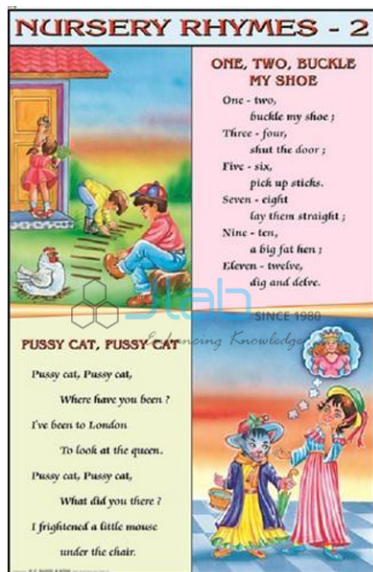 NURSERY RHYMES - 2
ONE, TWO, BUCKLE
MY SHOE
One - two,
buckle my shoe ;
Three - four,
shut the door ;
Five - six,
pick up sticks.
Seven - eight
lay them straight ;
Nine - ten,
a big fat hen ;
Eleven - twelve,
dig and delve.
Jlab
SINCE 1980
Enhancing Knowledge
PUSSY CAT, PUSSY CAT
Pussy cat, Pussy cat,
Where have you been ?
I've been to London
To look at the queen.
Pussy cat, Pussy cat,
What did you there ?
I frightened a little mouse
under the chair.